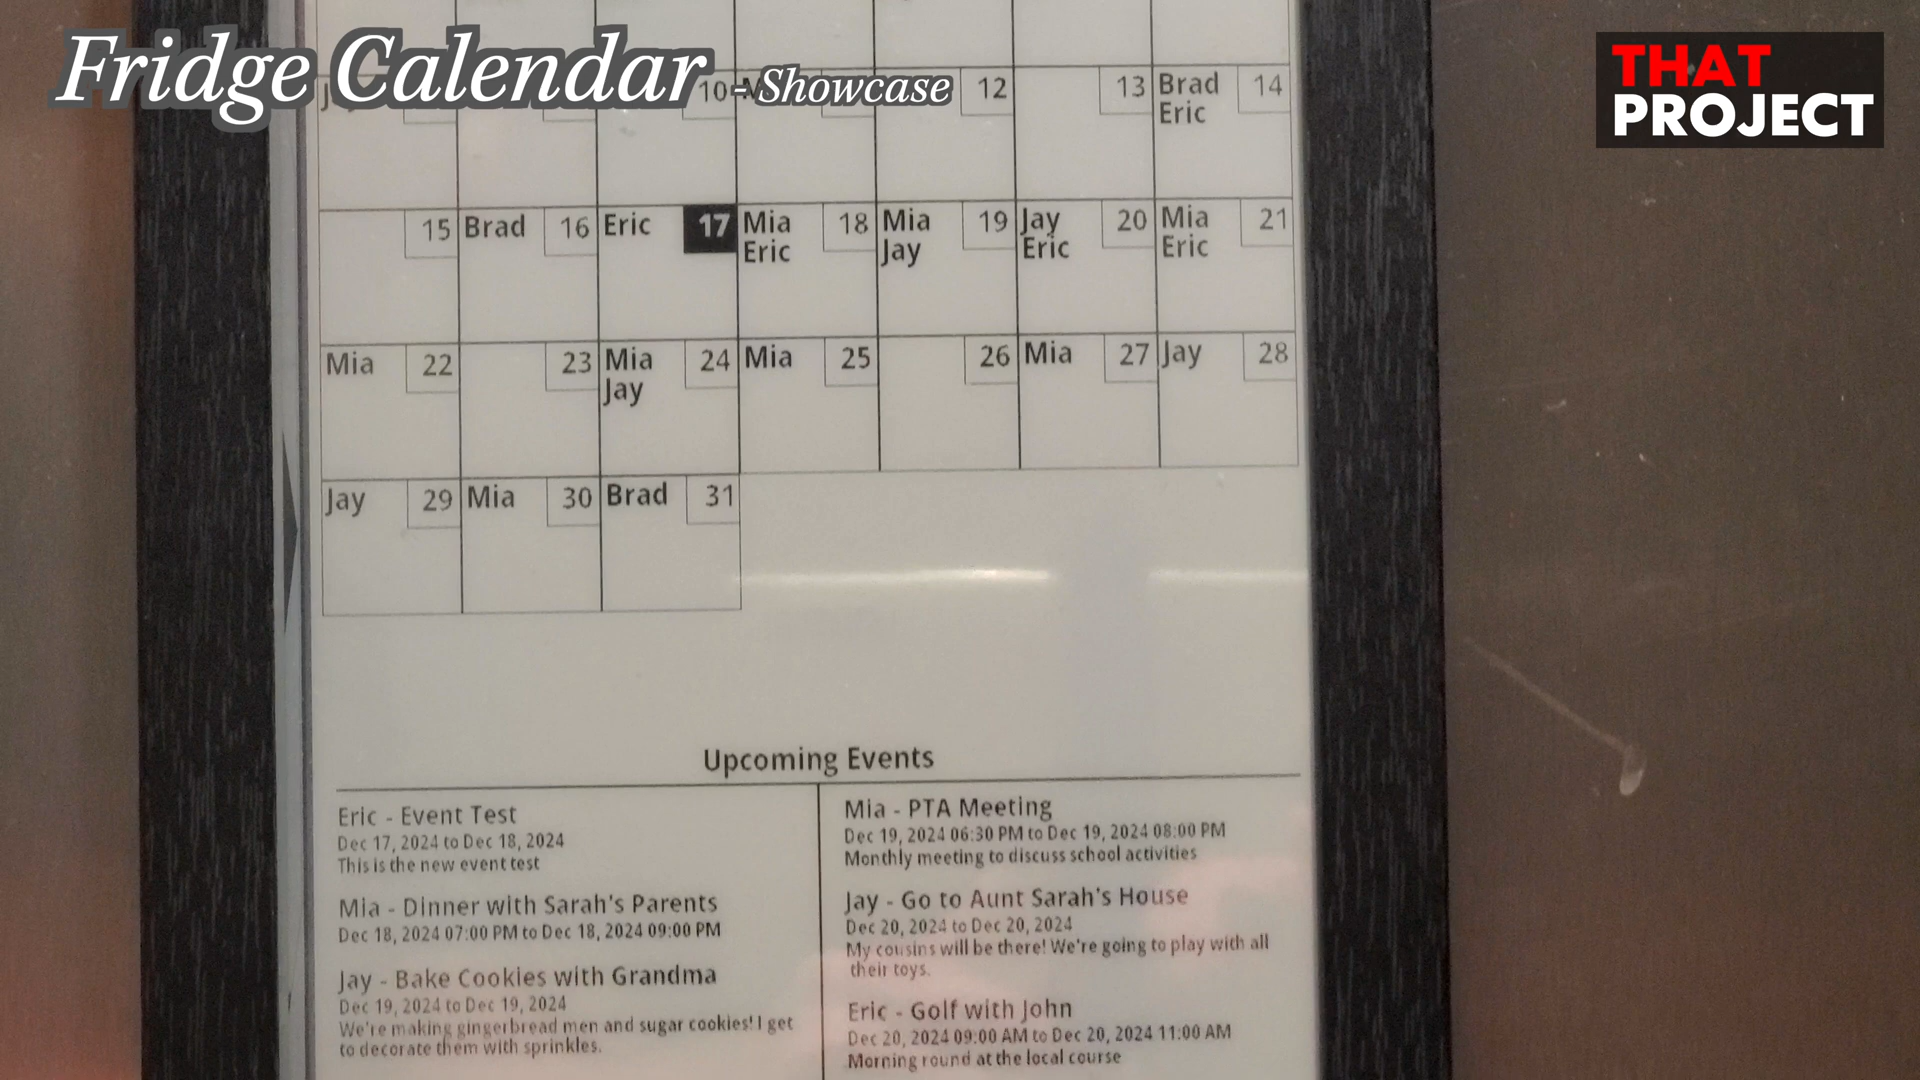 Fridge Calendar - Showcase
THAT
PROJECT
10 12 13 Brad 14
Eric
15 Brad 16 Eric 17 Mia 18 Mia 19 Jay 20 Mia 21
Eric Jay Eric Eric
Mia 22 23 Mia 24 Mia 25 26 Mia 27 Jay 28
Jay
Jay 29 Mia 30 Brad 31
Upcoming Events
Eric - Event Test
Dec 17, 2024 to Dec 18, 2024
This is the new event test
Mia - Dinner with Sarah's Parents
Dec 18, 2024 07:00 PM to Dec 18, 2024 09:00 PM
Jay - Bake Cookies with Grandma
Dec 19, 2024 to Dec 19, 2024
We're making gingerbread men and sugar cookies! I get
to decorate them with sprinkles.
Mia - PTA Meeting
Dec 19, 2024 06:30 PM to Dec 19, 2024 08:00 PM
Monthly meeting to discuss school activities
Jay - Go to Aunt Sarah's House
Dec 20, 2024 to Dec 20, 2024
My cousins will be there! We're going to play with all
their toys.
Eric - Golf with John
Dec 20, 2024 09:00 AM to Dec 20, 2024 11:00 AM
Morning round at the local course